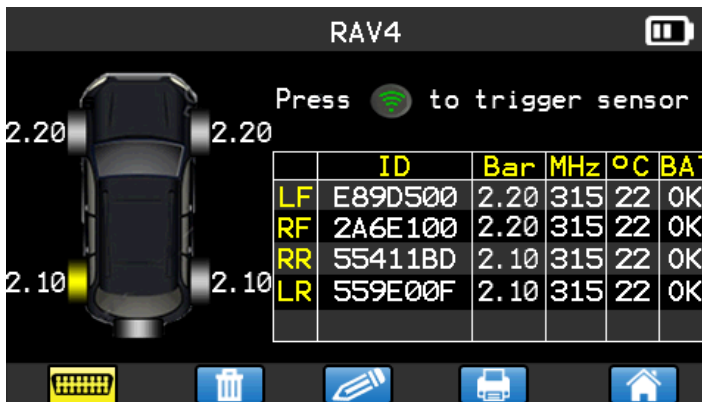 RAV4
Press to trigger sensor
2.20 2.20
ID Bar MHz ºC BAT
LF E89D500 2.20 315 22 OK
RF 2A6E100 2.20 315 22 OK
RR 55411BD 2.10 315 22 OK
2.10 2.10
LR 559E00F 2.10 315 22 OK